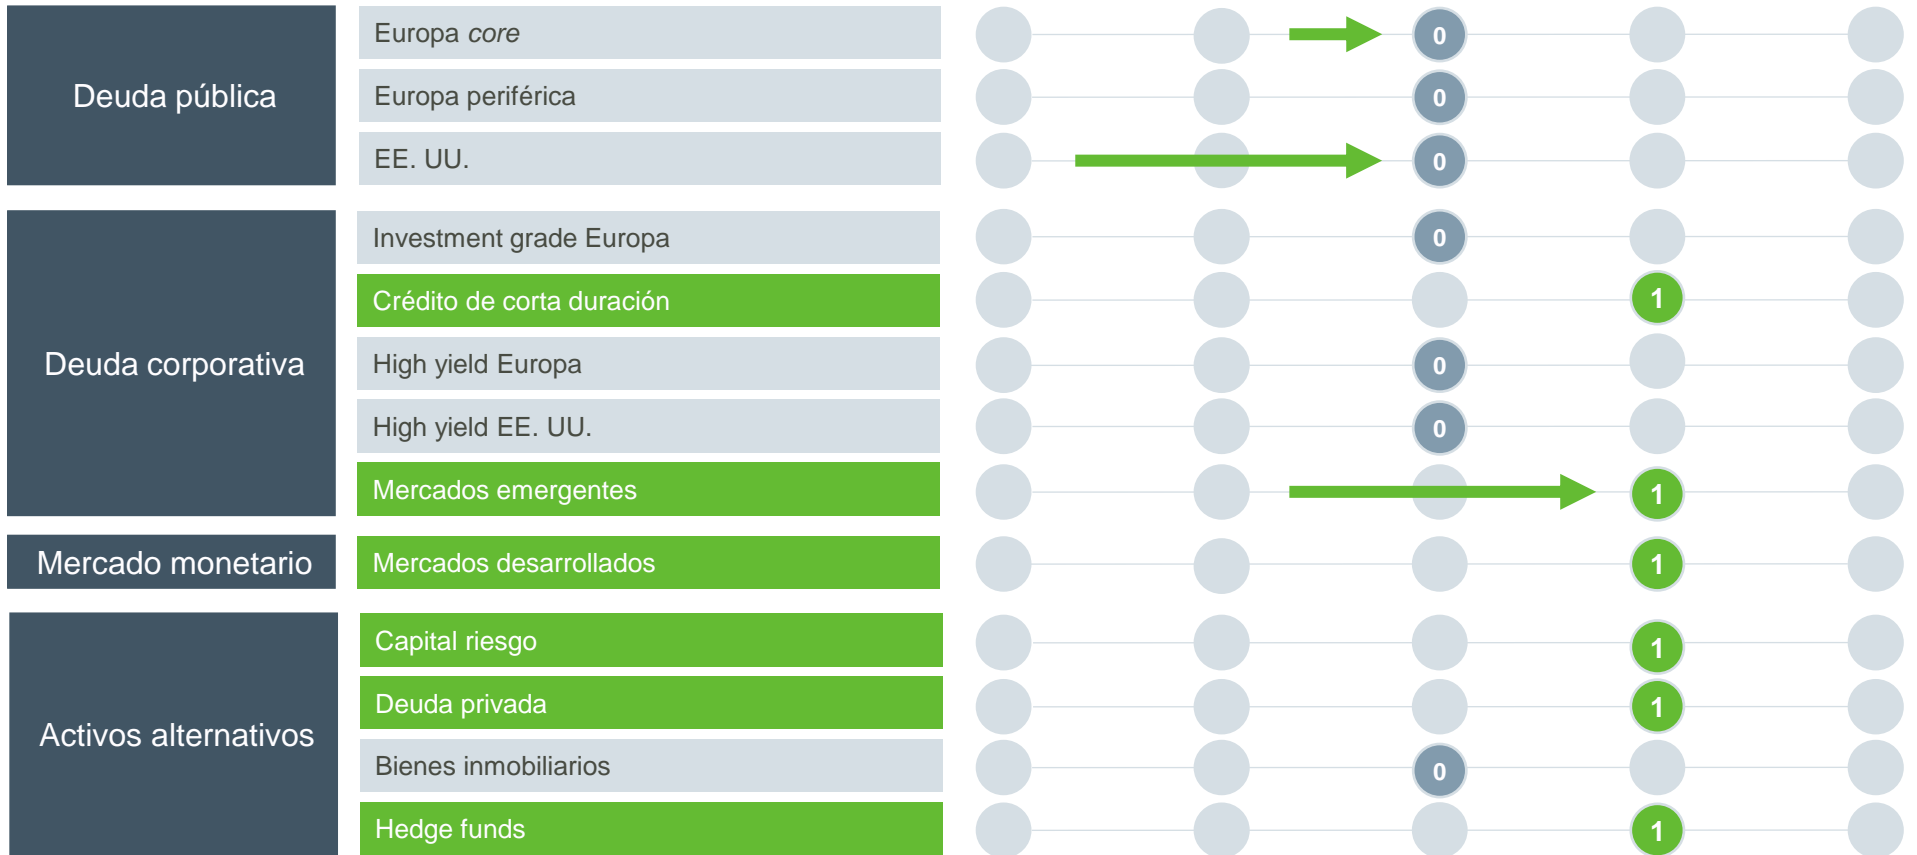 Deuda pública
Europa core
0
Europa periférica
0
EE. UU.
0
Deuda corporativa
Investment grade Europa
0
Crédito de corta duración
1
High yield Europa
0
High yield EE. UU.
0
Mercados emergentes
1
Mercado monetario
Mercados desarrollados
1
Activos alternativos
Capital riesgo
1
Deuda privada
1
Bienes inmobiliarios
0
Hedge funds
1